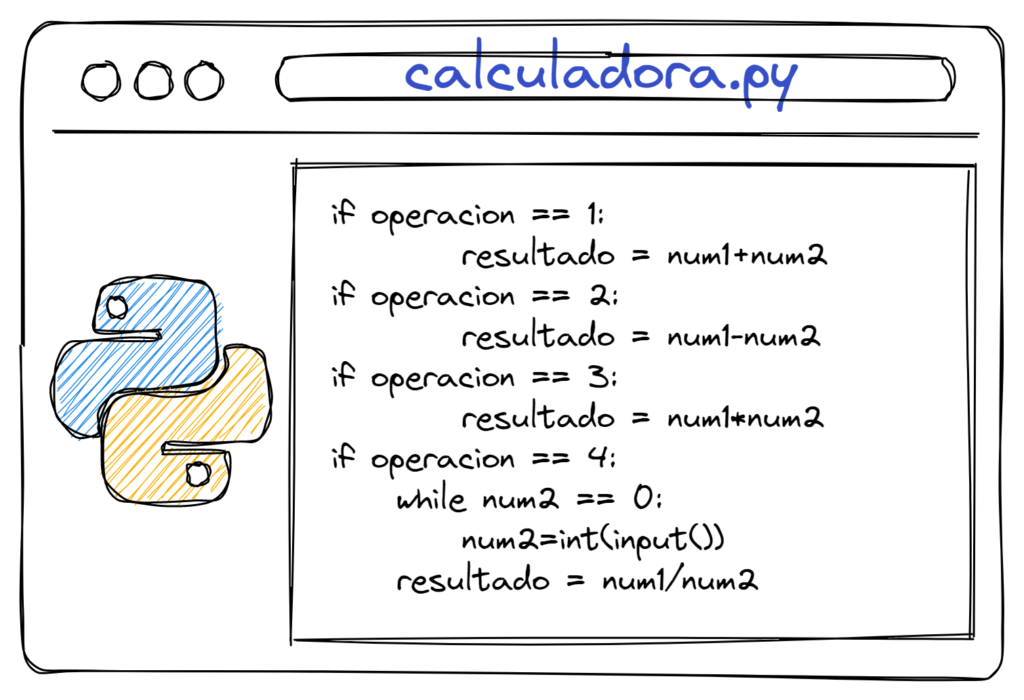 calculadora.py
if operacion == 1:
resultado = num1+num2
if operacion == 2:
resultado = num1-num2
if operacion == 3:
resultado = num1*num2
if operacion == 4:
while num2 == 0:
num2=int(input())
resultado = num1/num2